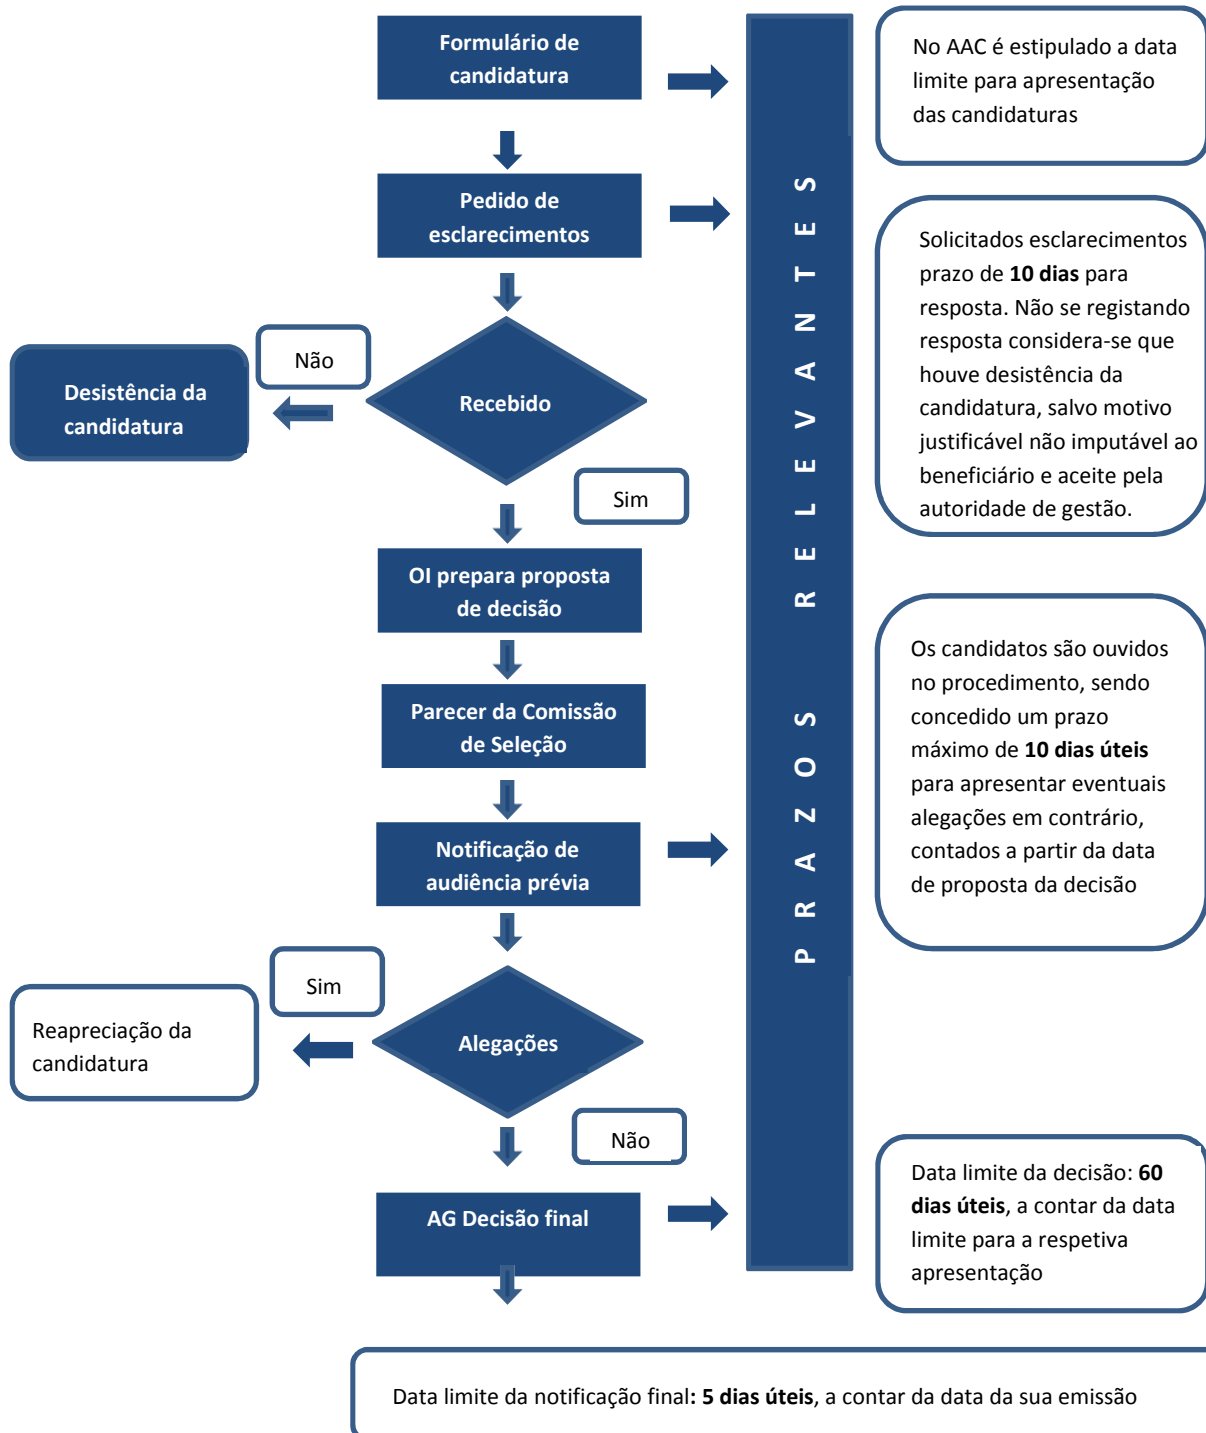 Formulário de
candidatura
No AAC é estipulado a data
limite para apresentação
das candidaturas
Pedido de
esclarecimentos
Solicitados esclarecimentos
prazo de 10 dias para
resposta. Não se registando
resposta considera-se que
houve desistência da
candidatura, salvo motivo
justificável não imputável ao
beneficiário e aceite pela
autoridade de gestão.
Não
Desistência da
candidatura
Recebido
Sim
OI prepara proposta
de decisão
Parecer da Comissão
de Seleção
Notificação de
audiência prévia
Os candidatos são ouvidos
no procedimento, sendo
concedido um prazo
máximo de 10 dias úteis
para apresentar eventuais
alegações em contrário,
contados a partir da data
de proposta da decisão
PRAZOS RELEVANTES
Sim
Reapreciação da
candidatura
Alegações
Não
AG Decisão final
Data limite da decisão: 60
dias úteis, a contar da data
limite para a respetiva
apresentação
Data limite da notificação final: 5 dias úteis, a contar da data da sua emissão